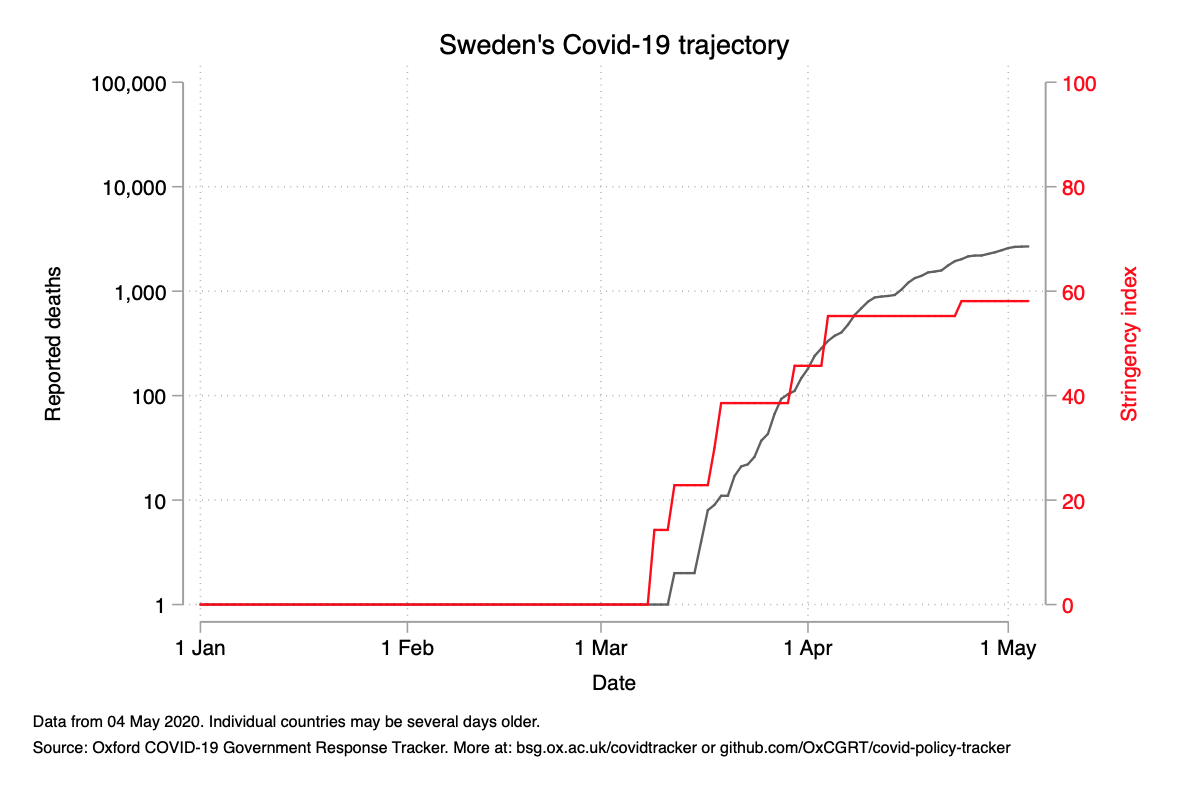 Sweden's Covid-19 trajectory
100,000
10,000
1,000
100
10
1
Reported deaths
100
80
60
40
20
0
Stringency index
1 Jan 1 Feb 1 Mar 1 Apr 1 May
Date
Data from 04 May 2020. Individual countries may be several days older.
Source: Oxford COVID-19 Government Response Tracker. More at: bsg.ox.ac.uk/covidtracker or github.com/OxCGRT/covid-policy-tracker